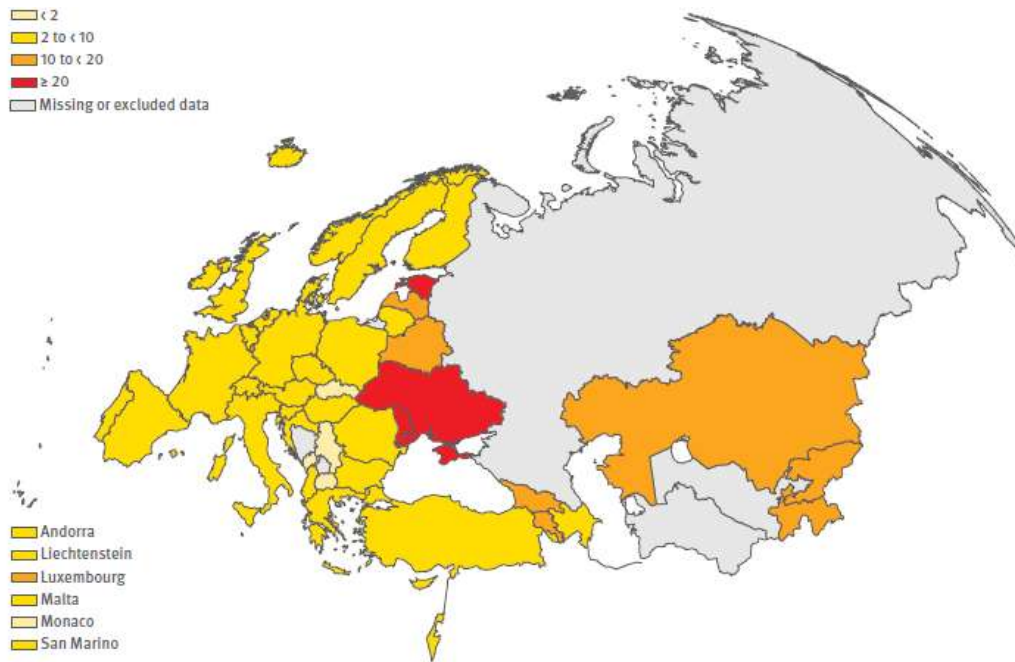 < 2
2 to < 10
10 to < 20
≥ 20
Missing or excluded data
Andorra
Liechtenstein
Luxembourg
Malta
Monaco
San Marino